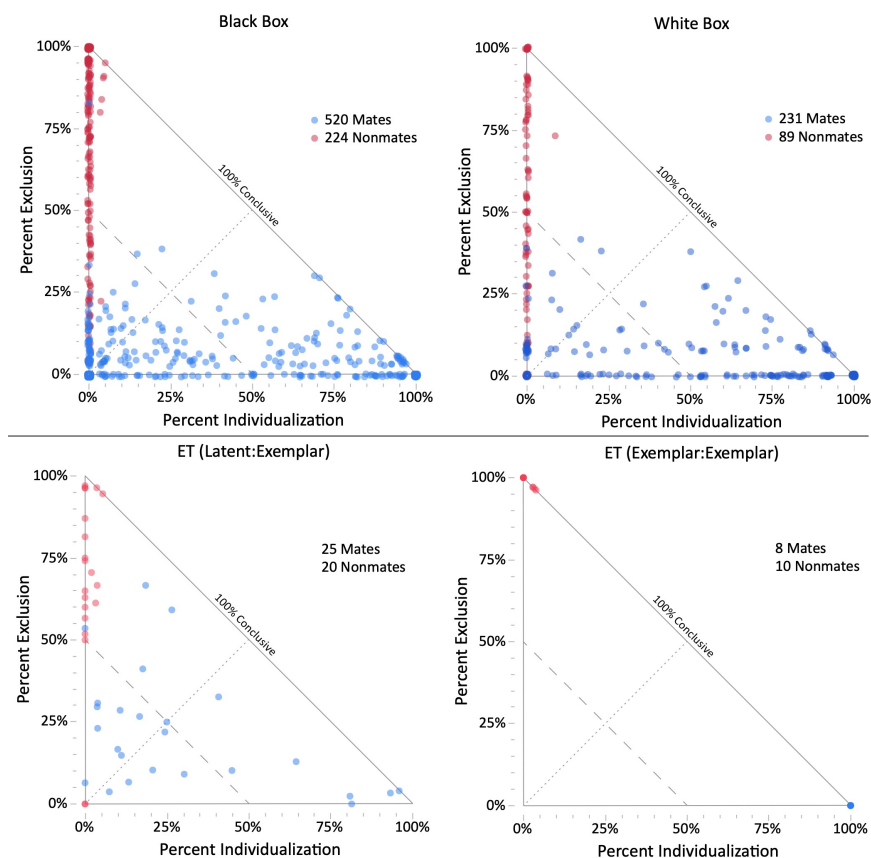 Black Box
100%
75%
50%
25%
0%
Percent Exclusion
520 Mates
224 Nonmates
100% Conclusive
0%
25%
50%
75%
100%
Percent Individualization
White Box
100%
75%
50%
25%
0%
Percent Exclusion
231 Mates
89 Nonmates
100% Conclusive
0%
25%
50%
75%
100%
Percent Individualization
ET (Latent:Exemplar)
100%
75%
50%
25%
0%
Percent Exclusion
25 Mates
20 Nonmates
100% Conclusive
0%
25%
50%
75%
100%
Percent Individualization
ET (Exemplar:Exemplar)
100%
75%
50%
25%
0%
Percent Exclusion
8 Mates
10 Nonmates
100% Conclusive
0%
25%
50%
75%
100%
Percent Individualization